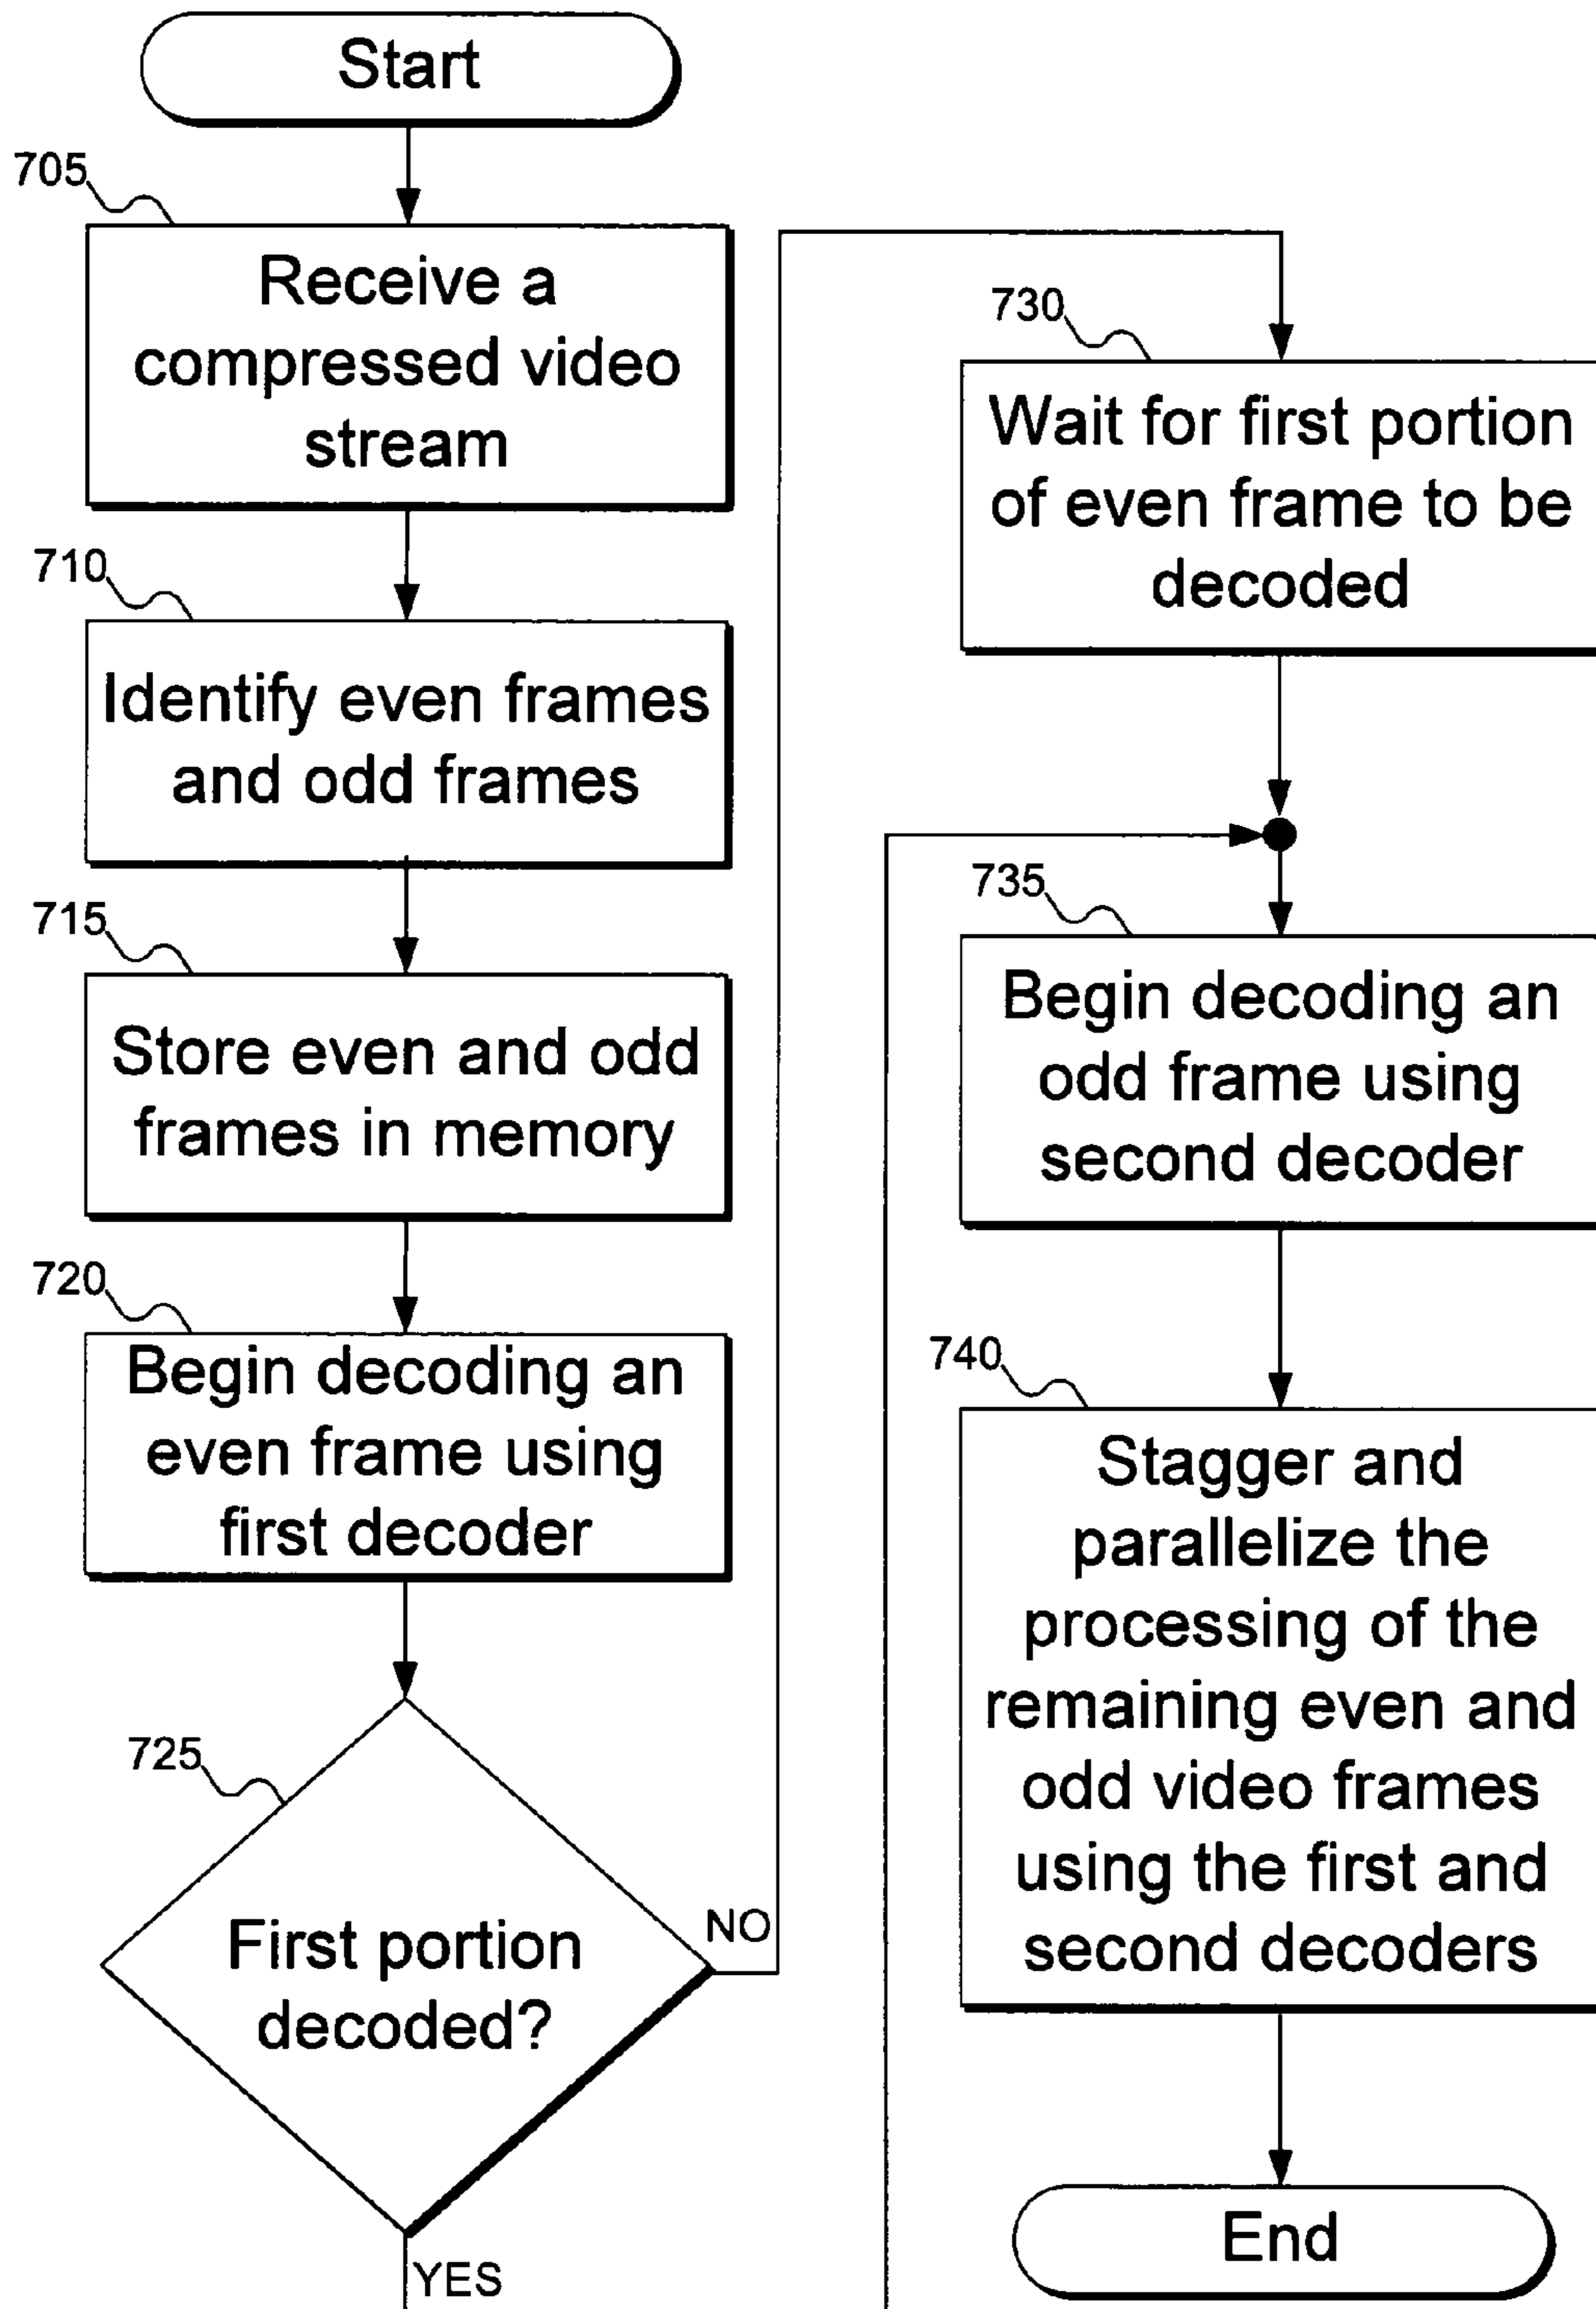 Start
705
Receive a
compressed video
stream
710
Identify even frames
and odd frames
715
Store even and odd
frames in memory
720
Begin decoding an
even frame using
first decoder
725
First portion
decoded?
NO
YES
730
Wait for first portion
of even frame to be
decoded
735
Begin decoding an
odd frame using
second decoder
740
Stagger and
parallelize the
processing of the
remaining even and
odd video frames
using the first and
second decoders
End